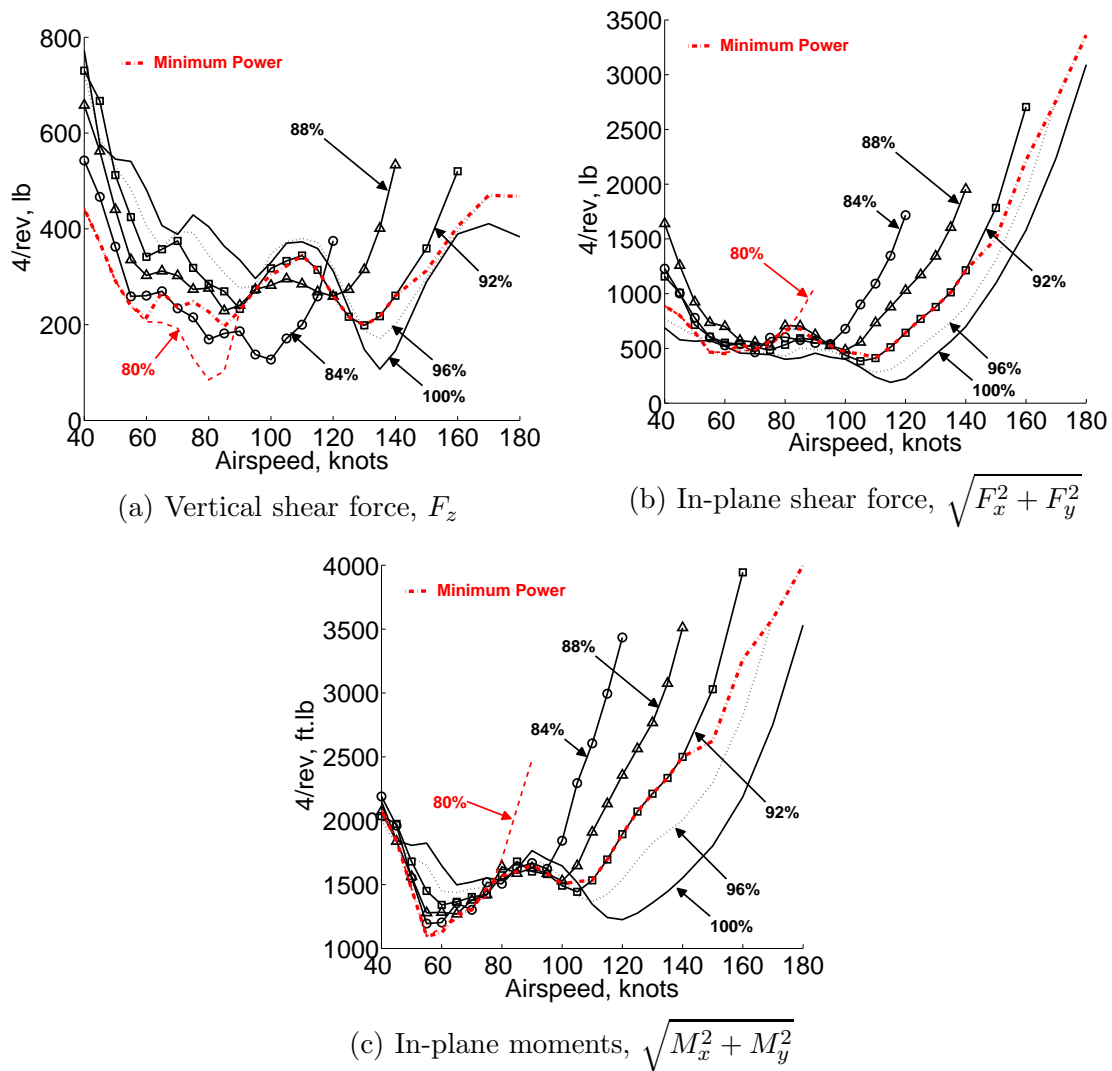 800
600
400
200
0
40 60 80 100 120 140 160 180
4/rev, lb
Airspeed, knots
Minimum Power
88%
92%
96%
100%
84%
80%
(a) Vertical shear force, $F_z$
3500
3000
2500
2000
1500
1000
500
0
40 60 80 100 120 140 160 180
4/rev, lb
Airspeed, knots
Minimum Power
88%
84%
80%
92%
96%
100%
(b) In-plane shear force, $\sqrt{F_x^2 + F_y^2}$
4000
3500
3000
2500
2000
1500
1000
40 60 80 100 120 140 160 180
4/rev, ft.lb
Airspeed, knots
Minimum Power
88%
84%
80%
92%
96%
100%
(c) In-plane moments, $\sqrt{M_x^2 + M_y^2}$